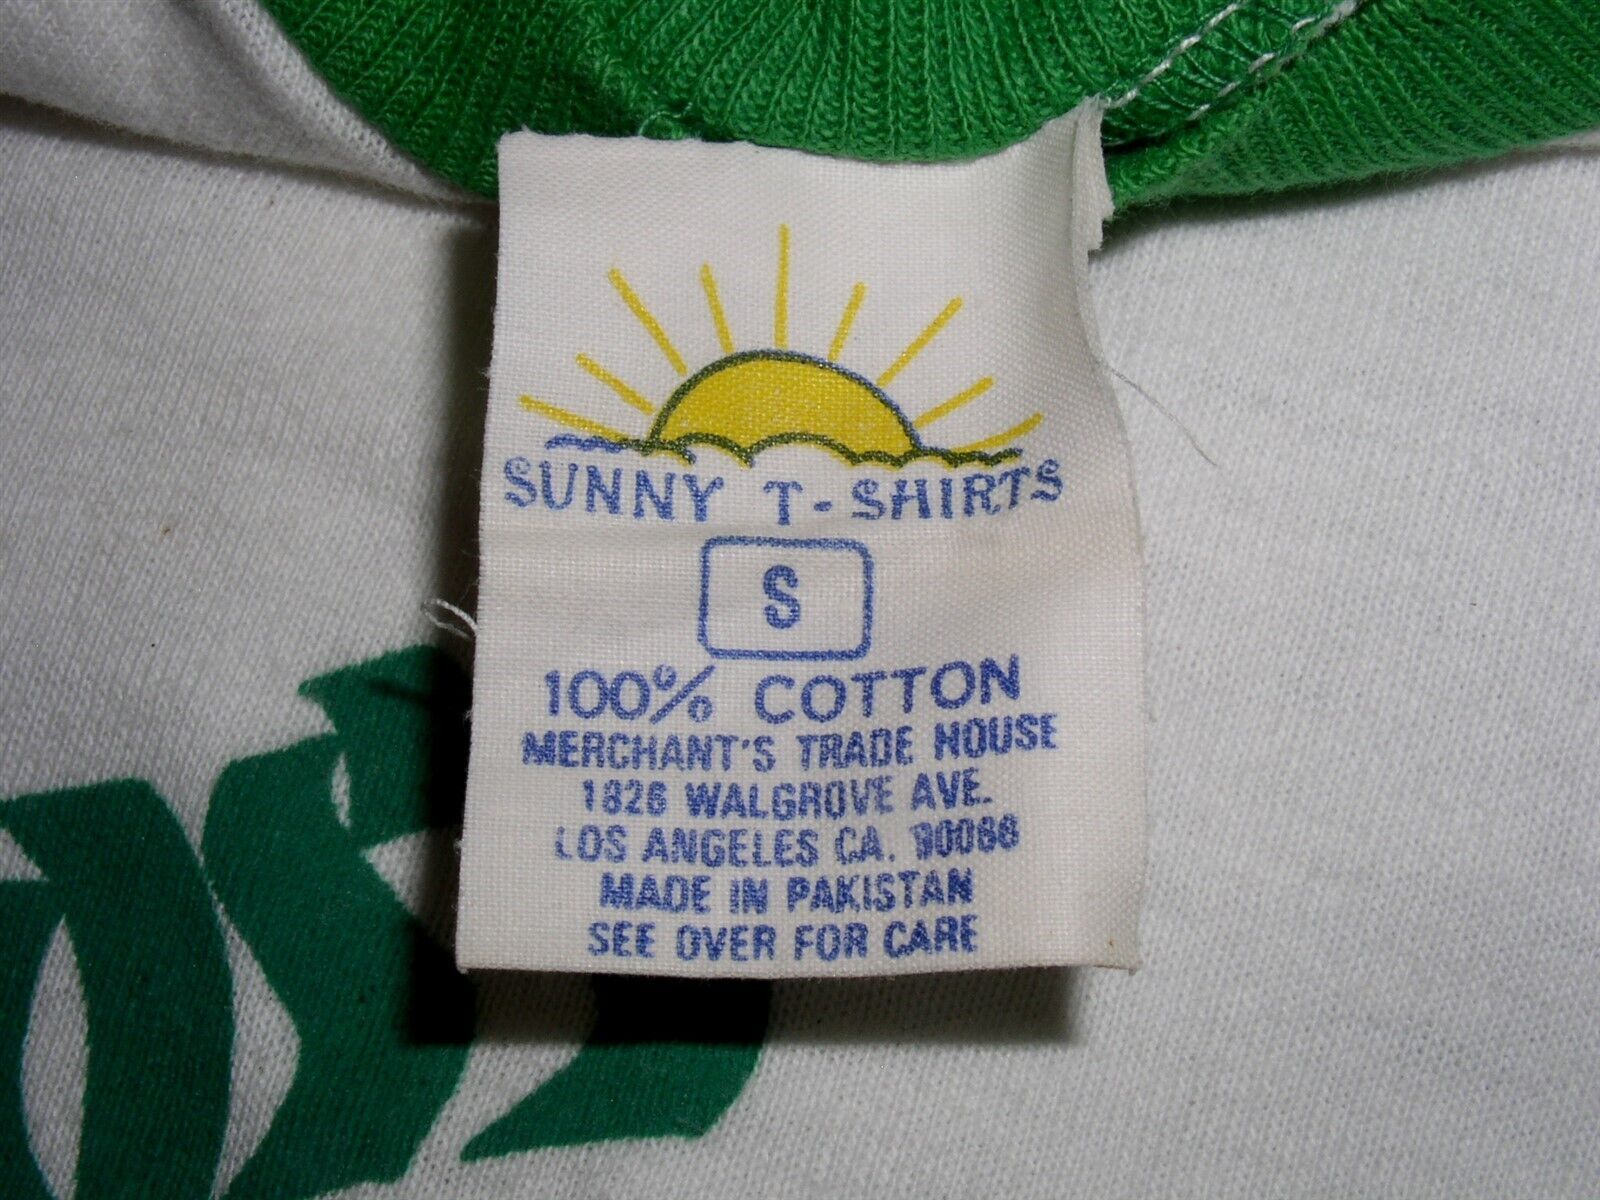 SUNNY T-SHIRTS
S
100% COTTON
MERCHANT'S TRADE HOUSE
1826 WALGROVE AVE.
LOS ANGELES CA. 90066
MADE IN PAKISTAN
SEE OVER FOR CARE